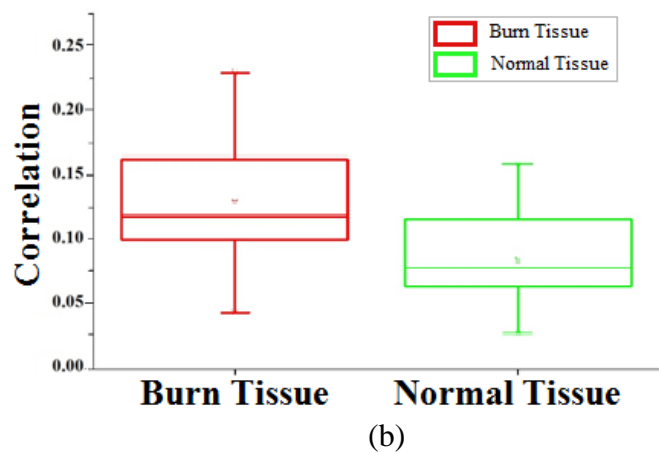 Burn Tissue
Normal Tissue
0.25
0.20
0.15
0.10
0.05
0.00
Correlation
Burn Tissue Normal Tissue
(b)